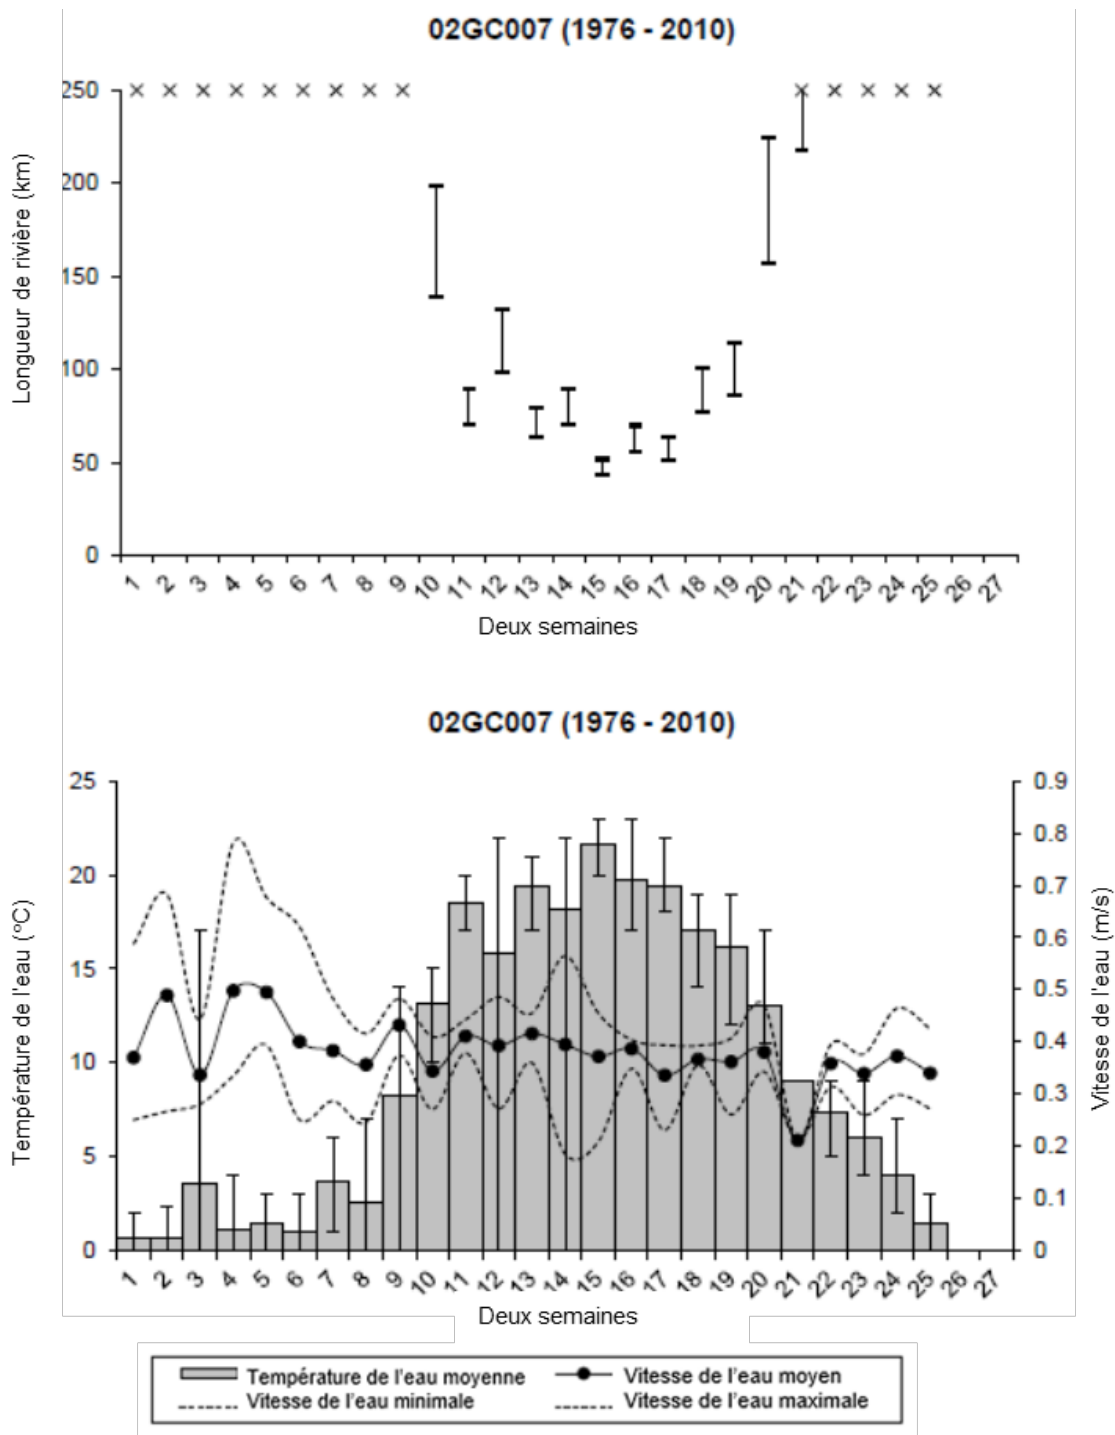 02GC007 (1976 - 2010)
Longueur de rivière (km)
250
200
150
100
50
0
1 2 3 4 5 6 7 8 9 10 11 12 13 14 15 16 17 18 19 20 21 22 23 24 25 26 27
Deux semaines
02GC007 (1976 - 2010)
Température de l'eau (°C)
25
20
15
10
5
0
0.9
0.8
0.7
0.6
0.5
0.4
0.3
0.2
0.1
0
Vitesse de l'eau (m/s)
1 2 3 4 5 6 7 8 9 10 11 12 13 14 15 16 17 18 19 20 21 22 23 24 25 26 27
Deux semaines
Température de l'eau moyenne
Vitesse de l'eau moyen
Vitesse de l'eau minimale
Vitesse de l'eau maximale